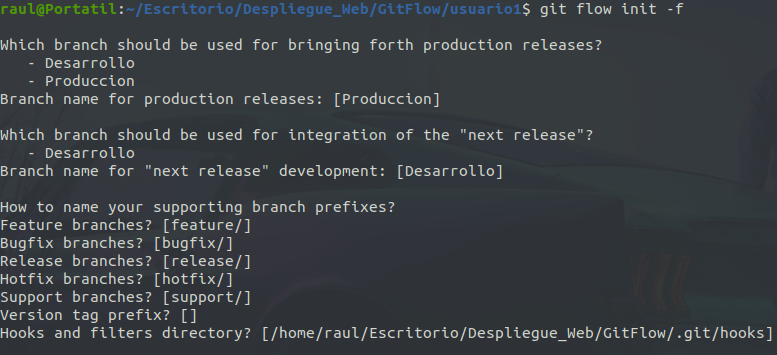 raul@Portatil:~/Escritorio/Despliegue_Web/GitFlow/usuario1$ git flow init -f
Which branch should be used for bringing forth production releases?
   - Desarrollo
   - Produccion
Branch name for production releases: [Produccion]
Which branch should be used for integration of the "next release"?
   - Desarrollo
Branch name for "next release" development: [Desarrollo]
How to name your supporting branch prefixes?
Feature branches? [feature/]
Bugfix branches? [bugfix/]
Release branches? [release/]
Hotfix branches? [hotfix/]
Support branches? [support/]
Version tag prefix? []
Hooks and filters directory? [/home/raul/Escritorio/Despliegue_Web/GitFlow/.git/hooks]